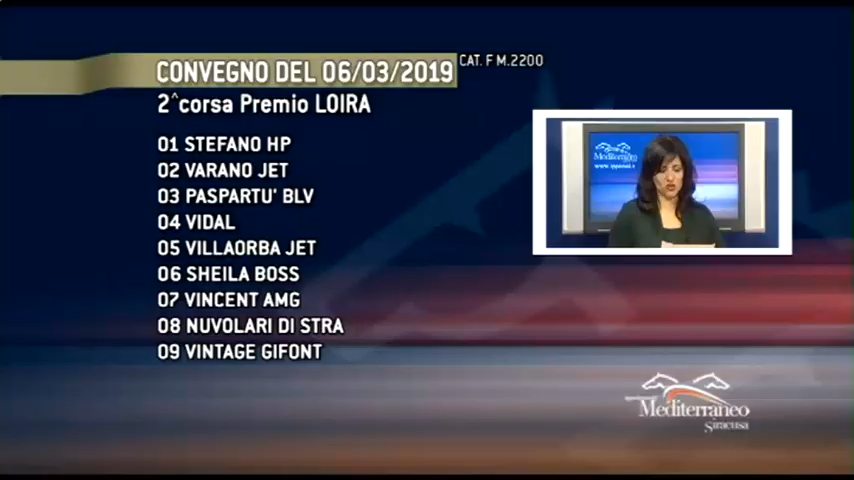 CONVEGNO DEL 06/03/2019
CAT. F M.2200
2^corsa Premio LOIRA
01 STEFANO HP
02 VARANO JET
03 PASPARTU' BLV
04 VIDAL
05 VILLAORBA JET
06 SHEILA BOSS
07 VINCENT AMG
08 NUVOLARI DI STRA
09 VINTAGE GIFONT
Mediterraneo
Mediterraneo
Siracusa